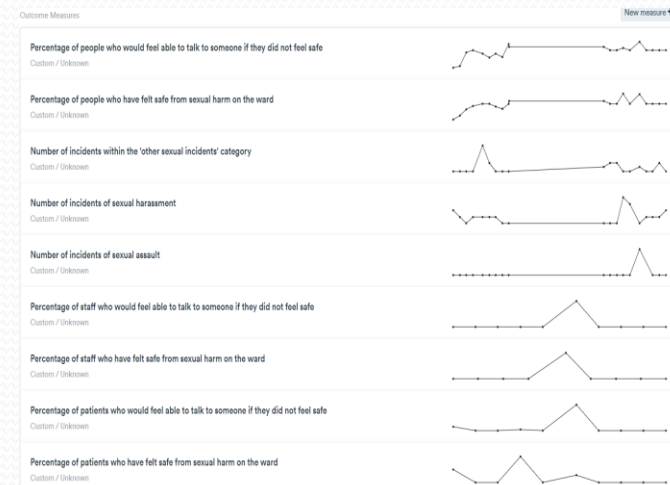 Outcome Measures
New measure
Percentage of people who would feel able to talk to someone if they did not feel safe
Custom / Unknown
Percentage of people who have felt safe from sexual harm on the ward
Custom / Unknown
Number of incidents within the 'other sexual incidents' category
Custom / Unknown
Number of incidents of sexual harassment
Custom / Unknown
Number of incidents of sexual assault
Custom / Unknown
Percentage of staff who would feel able to talk to someone if they did not feel safe
Custom / Unknown
Percentage of staff who have felt safe from sexual harm on the ward
Custom / Unknown
Percentage of patients who would feel able to talk to someone if they did not feel safe
Custom / Unknown
Percentage of patients who have felt safe from sexual harm on the ward
Custom / Unknown